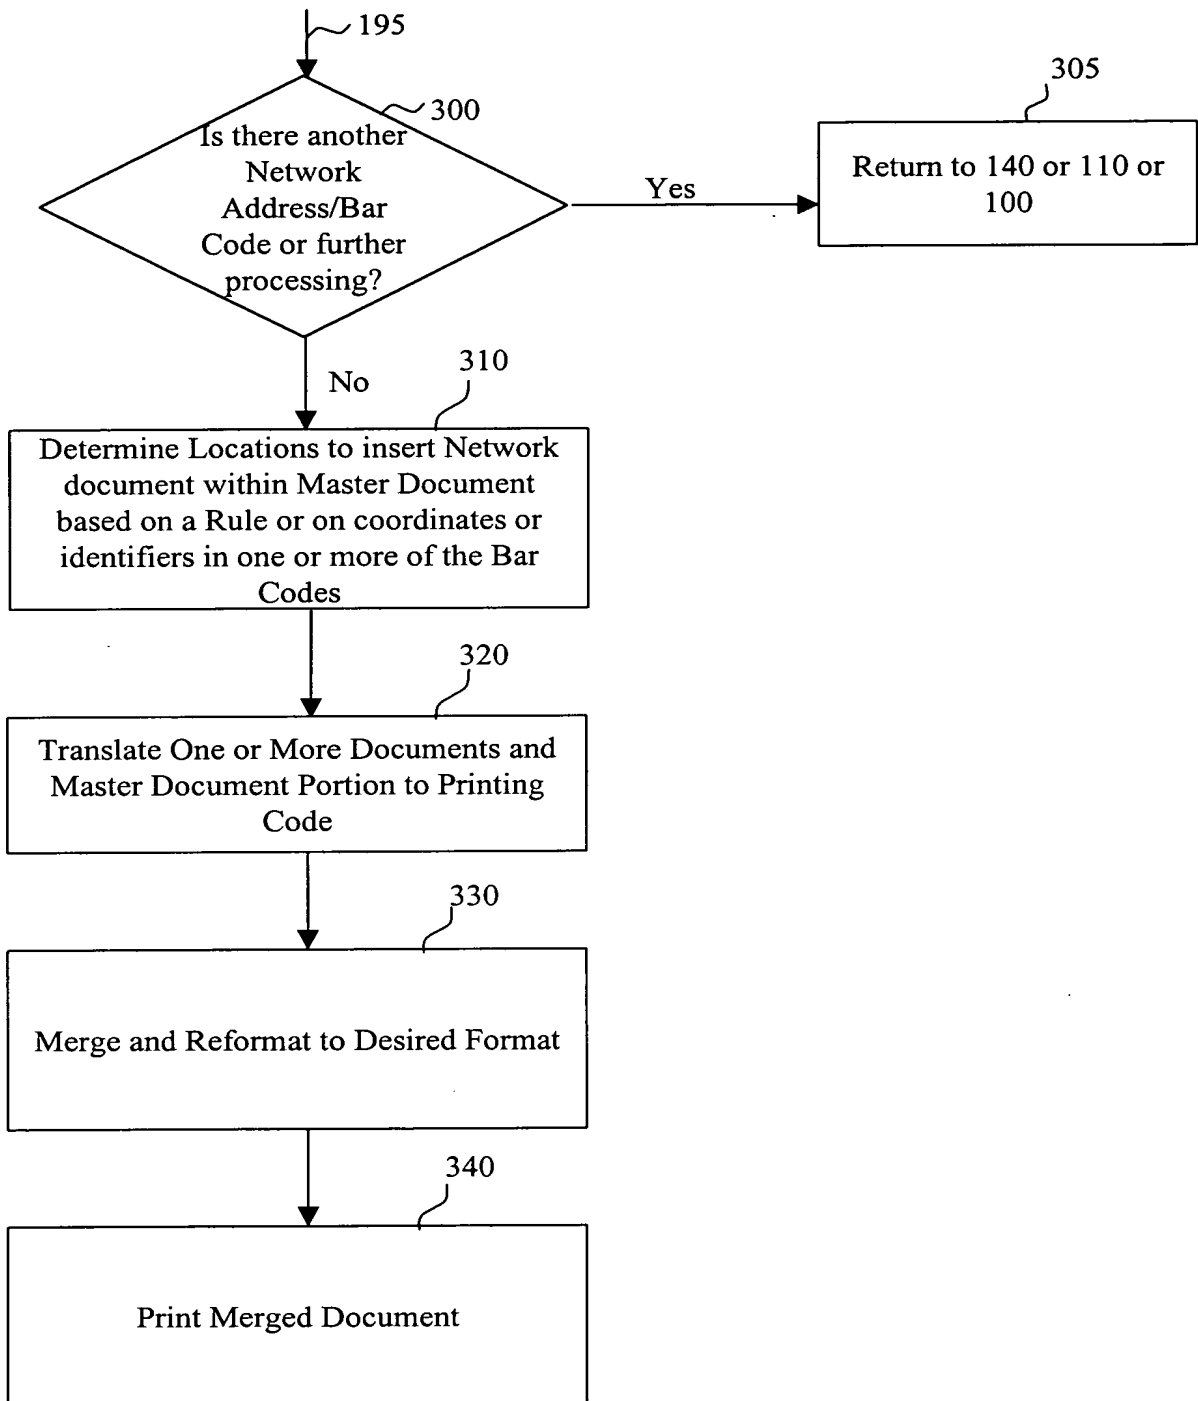 195
300
Is there another
Network
Address/Bar
Code or further
processing?
Yes
305
Return to 140 or 110 or
100
No
310
Determine Locations to insert Network
document within Master Document
based on a Rule or on coordinates or
identifiers in one or more of the Bar
Codes
320
Translate One or More Documents and
Master Document Portion to Printing
Code
330
Merge and Reformat to Desired Format
340
Print Merged Document